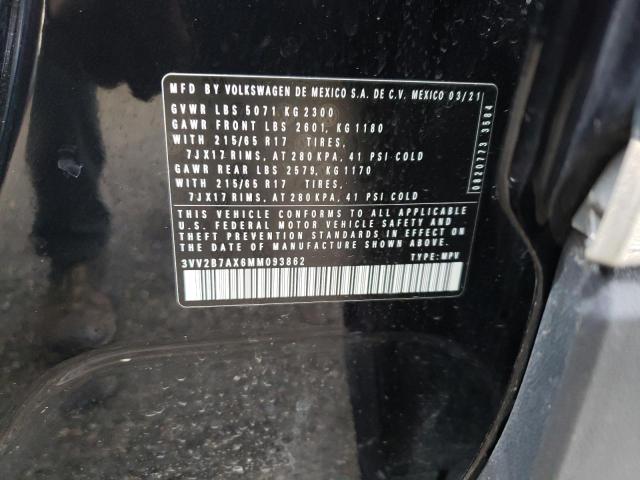 MFD BY VOLKSWAGEN DE MEXICO S.A. DE C.V. MEXICO 03/21
GVWR LBS 5071 KG 2300
GAWR FRONT LBS 2601, KG 1180
WITH 215/65 R17 TIRES,
7JX17 RIMS, AT 280 KPA, 41 PSI COLD
GAWR REAR LBS 2579, KG 1170
WITH 215/65 R17 TIRES,
7JX17 RIMS, AT 280 KPA, 41 PSI COLD
THIS VEHICLE CONFORMS TO ALL APPLICABLE
U.S. FEDERAL MOTOR VEHICLE SAFETY AND
THEFT PREVENTION STANDARDS IN EFFECT ON
THE DATE OF MANUFACTURE SHOWN ABOVE.
3VV2B7AX6MM093862 TYPE: MPV
0020773 3584